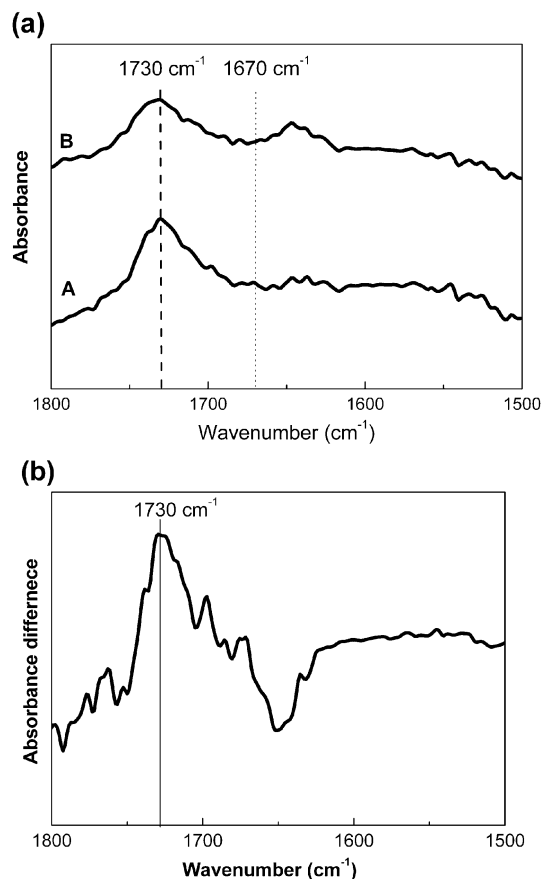 (a)
1730 cm⁻¹ 1670 cm⁻¹
B
A
Absorbance
1800 1700 1600 1500
Wavenumber (cm⁻¹)
(b)
1730 cm⁻¹
Absorbance differnece
1800 1700 1600 1500
Wavenumber (cm⁻¹)